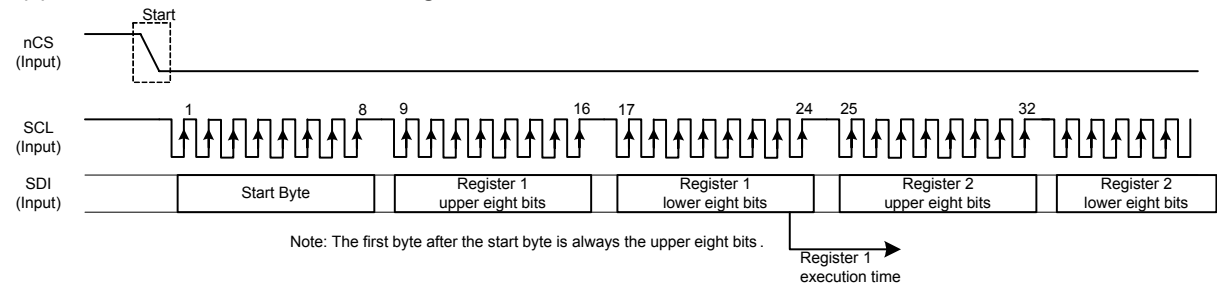 Start
nCS
(Input)
1 8 9 16 17 24 25 32
SCL
(Input)
SDI
(Input)
Start Byte
Register 1
upper eight bits
Register 1
lower eight bits
Register 2
upper eight bits
Register 2
lower eight bits
Note: The first byte after the start byte is always the upper eight bits .
Register 1
execution time